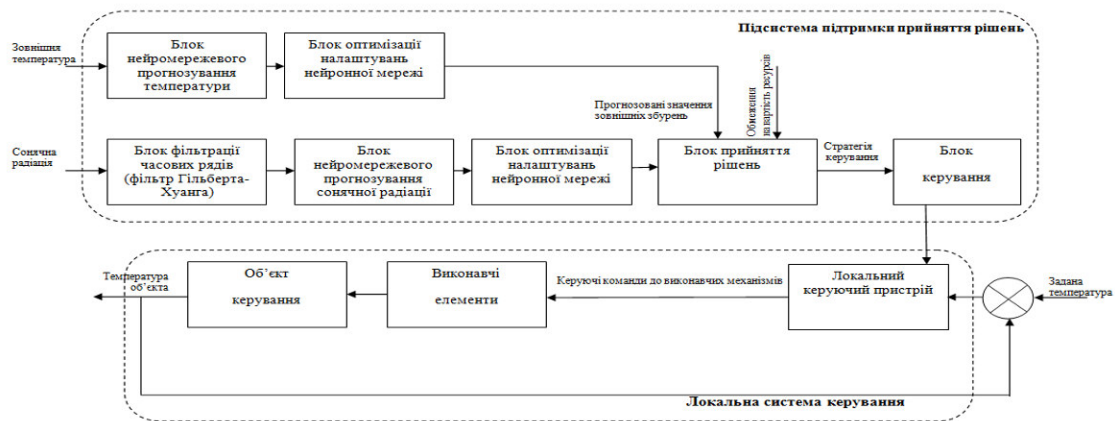 Підсистема підтримки прийняття рішень
Зовнішня
температура
Блок
нейромережевого
прогнозування
температури
Блок оптимізації
налаштувань
нейронної мережі
Прогнозовані значення
зовнішніх збурень
Обмеження
на вартість ресурсів
Сонячна
радіація
Блок фільтрації
часових рядів
(фільтр Гільберта-
Хуанга)
Блок
нейромережевого
прогнозування
сонячної радіації
Блок оптимізації
налаштувань
нейронної мережі
Блок прийняття
рішень
Стратегія
керування
Блок
керування
Температура
об’єкта
Об’єкт
керування
Виконавчі
елементи
Керуючі команди до виконавчих механізмів
Локальний
керуючий пристрій
Задана
температура
Локальна система керування